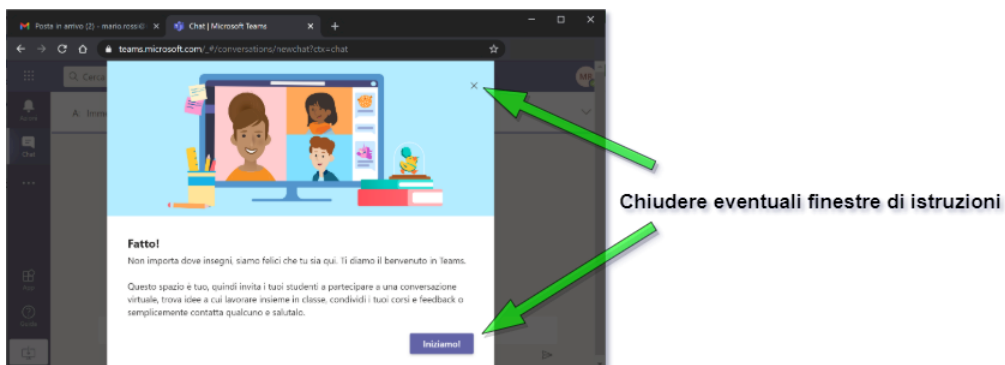 Posta in arrivo (2) - mario.rossi
Chat | Microsoft Teams
teams.microsoft.com/_#/conversations/newchat?ctx=chat
Cerca
MR
A:
Chat
Chiudere eventuali finestre di istruzioni
Fatto!
Non importa dove insegni, siamo felici che tu sia qui. Ti diamo il benvenuto in Teams.
Questo spazio è tuo, quindi invita i tuoi studenti a partecipare a una conversazione
virtuale, trova idee a cui lavorare insieme in classe, condividi i tuoi corsi e feedback o
semplicemente contatta qualcuno e salutalo.
App
Guida
Iniziamo!